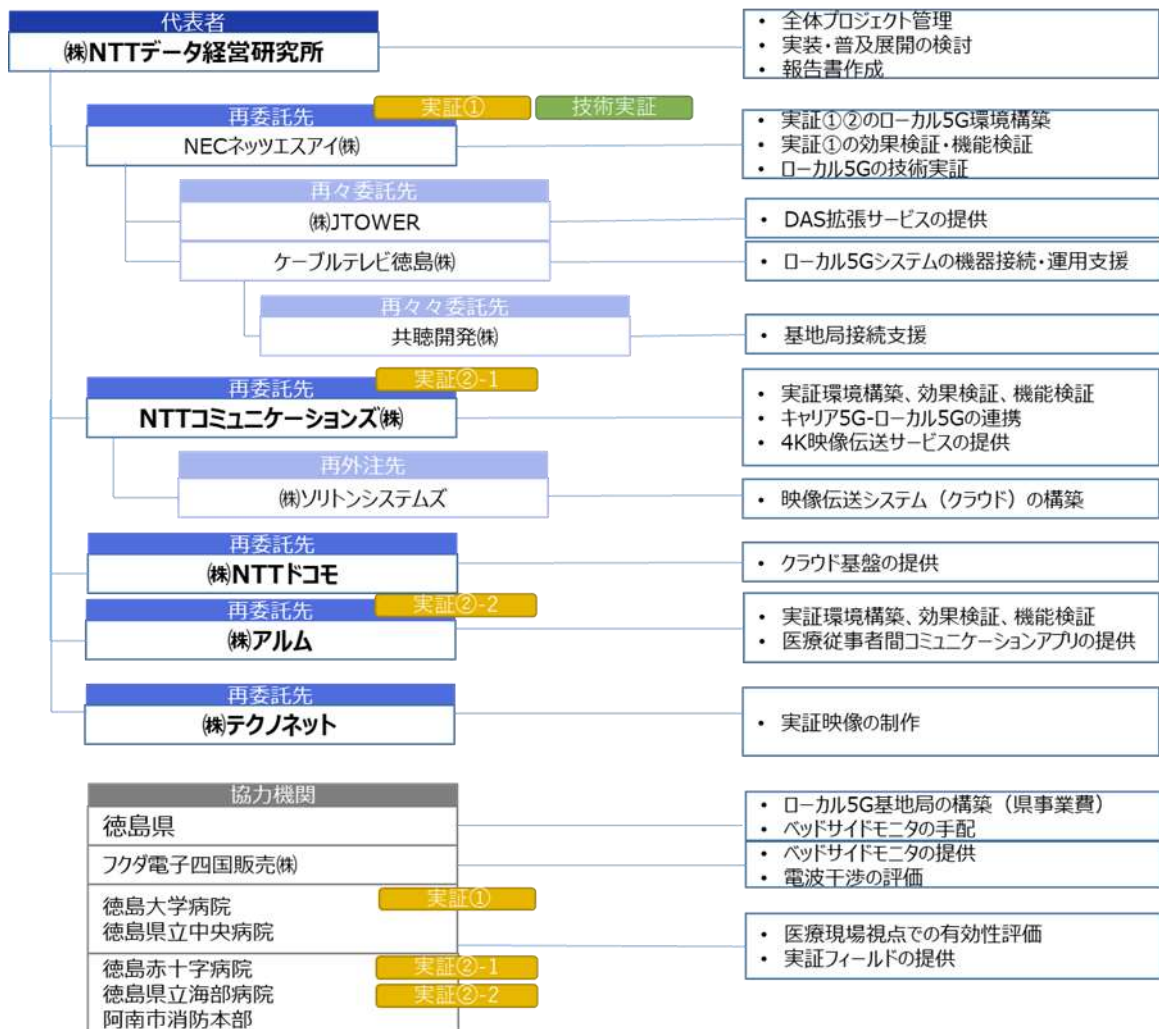 代表者
㈱NTTデータ経営研究所
• 全体プロジェクト管理
• 実装・普及展開の検討
• 報告書作成
再委託先
実証①
技術実証
NECネッツエスアイ㈱
• 実証①②のローカル5G環境構築
• 実証①の効果検証・機能検証
• ローカル5Gの技術実証
再々委託先
㈱JTOWER
• DAS拡張サービスの提供
ケーブルテレビ徳島㈱
• ローカル5Gシステムの機器接続・運用支援
再々々委託先
共聴開発㈱
• 基地局接続支援
再委託先
実証②-1
NTTコミュニケーションズ㈱
• 実証環境構築、効果検証、機能検証
• キャリア5G-ローカル5Gの連携
• 4K映像伝送サービスの提供
再外注先
㈱ソリトンシステムズ
• 映像伝送システム（クラウド）の構築
再委託先
㈱NTTドコモ
• クラウド基盤の提供
再委託先
実証②-2
㈱アルム
• 実証環境構築、効果検証、機能検証
• 医療従事者間コミュニケーションアプリの提供
再委託先
㈱テクノネット
• 実証映像の制作
協力機関
徳島県
• ローカル5G基地局の構築（県事業費）
• ベッドサイドモニタの手配
フクダ電子四国販売㈱
• ベッドサイドモニタの提供
• 電波干渉の評価
徳島大学病院
実証①
徳島県立中央病院
• 医療現場視点での有効性評価
• 実証フィールドの提供
徳島赤十字病院
実証②-1
徳島県立海部病院
実証②-2
阿南市消防本部